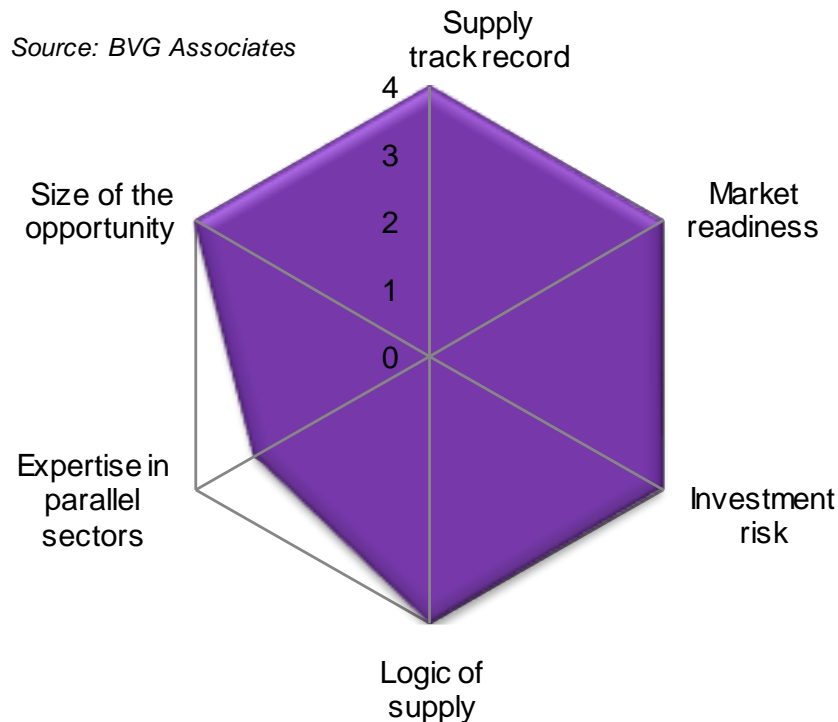 Source: BVG Associates
Supply
track record
4
3
2
1
0
Size of the
opportunity
Market
readiness
Expertise in
parallel
sectors
Investment
risk
Logic of
supply